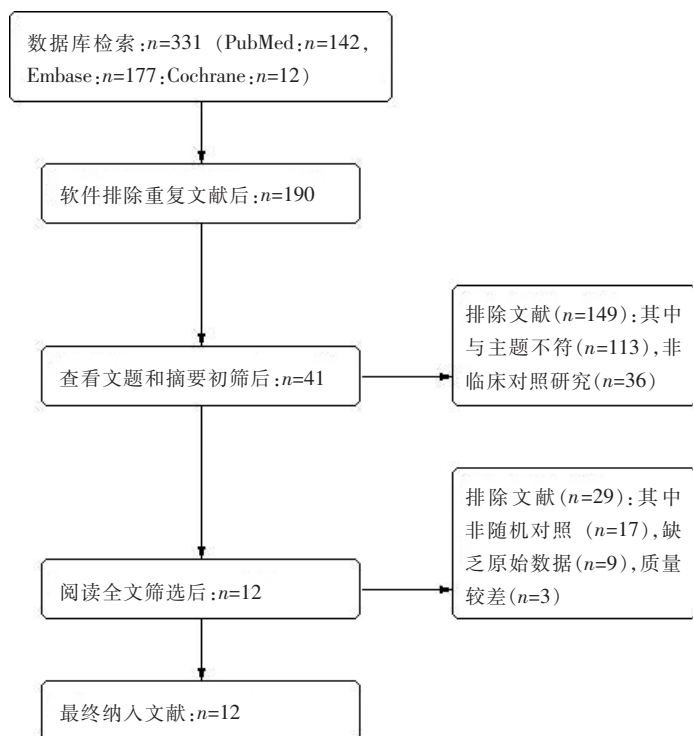 数据库检索:n=331 (PubMed:n=142,
Embase:n=177;Cochrane:n=12)
软件排除重复文献后:n=190
排除文献(n=149):其中
与主题不符(n=113),非
临床对照研究(n=36)
查看文题和摘要初筛后:n=41
排除文献(n=29):其中
非随机对照 (n=17),缺
乏原始数据(n=9),质量
较差(n=3)
阅读全文筛选后:n=12
最终纳入文献:n=12